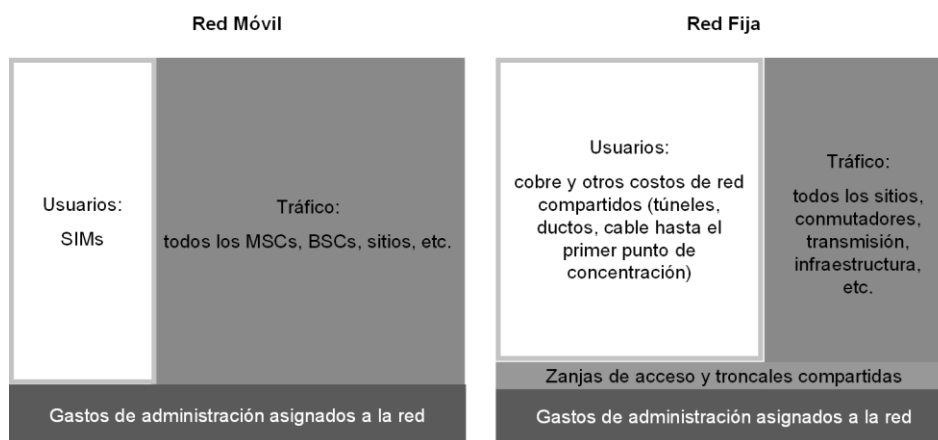 Red Móvil
Usuarios:
SIMs
Tráfico:
todos los MSCs, BSCs, sitios, etc.
Gastos de administración asignados a la red
Red Fija
Usuarios:
cobre y otros costos de red
compartidos (túneles,
ductos, cable hasta el
primer punto de
concentración)
Tráfico:
todos los sitios,
conmutadores,
transmisión,
infraestructura,
etc.
Zanjas de acceso y troncales compartidas
Gastos de administración asignados a la red